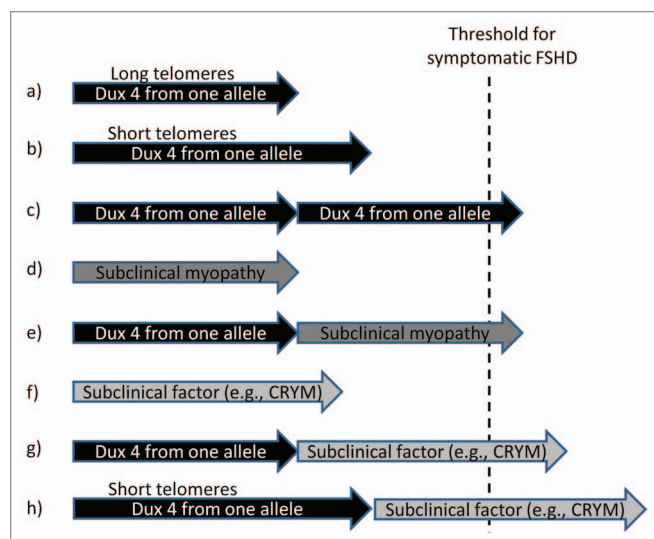 Threshold for
symptomatic FSHD
Long telomeres
a) Dux 4 from one allele
Short telomeres
b) Dux 4 from one allele
c) Dux 4 from one allele Dux 4 from one allele
d) Subclinical myopathy
e) Dux 4 from one allele Subclinical myopathy
f) Subclinical factor (e.g., CRYM)
g) Dux 4 from one allele Subclinical factor (e.g., CRYM)
Short telomeres
h) Dux 4 from one allele Subclinical factor (e.g., CRYM)